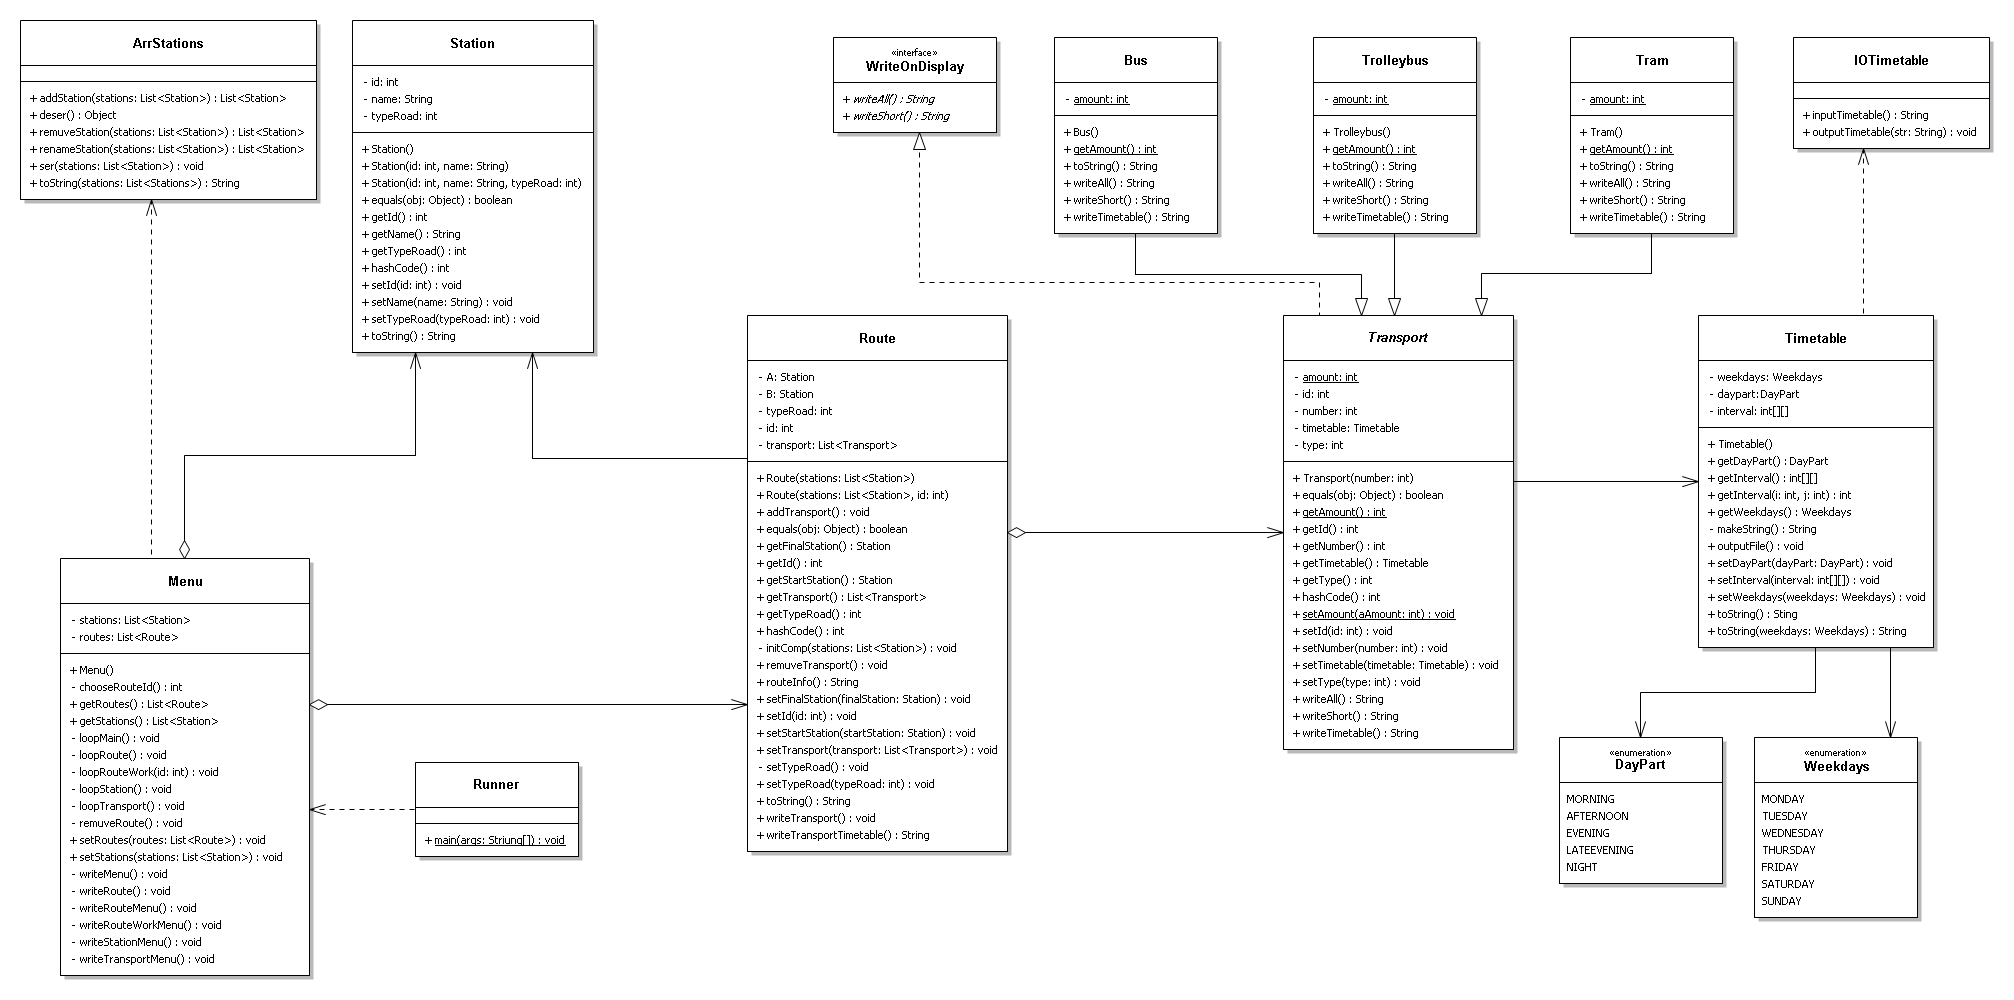 ArrStations
+ addStation(stations: List<Station>) : List<Station>
+ deser() : Object
+ remuveStation(stations: List<Station>) : List<Station>
+ renameStation(stations: List<Station>) : List<Station>
+ ser(stations: List<Station>) : void
+ toString(stations: List<Stations>) : String
Station
- id: int
- name: String
- typeRoad: int
+ Station()
+ Station(id: int, name: String)
+ Station(id: int, name: String, typeRoad: int)
+ equals(obj: Object) : boolean
+ getId() : int
+ getName() : String
+ getTypeRoad() : int
+ hashCode() : int
+ setId(id: int) : void
+ setName(name: String) : void
+ setTypeRoad(typeRoad: int) : void
+ toString() : String
«interface»
WriteOnDisplay
+ writeAll() : String
+ writeShort() : String
Bus
- amount: int
+ Bus()
+ getAmount() : int
+ toString() : String
+ writeAll() : String
+ writeShort() : String
+ writeTimetable() : String
Trolleybus
- amount: int
+ Trolleybus()
+ getAmount() : int
+ toString() : String
+ writeAll() : String
+ writeShort() : String
+ writeTimetable() : String
Tram
- amount: int
+ Tram()
+ getAmount() : int
+ toString() : String
+ writeAll() : String
+ writeShort() : String
+ writeTimetable() : String
IOTimetable
+ inputTimetable() : String
+ outputTimetable(str: String) : void
Route
- A: Station
- B: Station
- typeRoad: int
- id: int
- transport: List<Transport>
+ Route(stations: List<Station>)
+ Route(stations: List<Station>, id: int)
+ addTransport() : void
+ equals(obj: Object) : boolean
+ getFinalStation() : Station
+ getId() : int
+ getStartStation() : Station
+ getTransport() : List<Transport>
+ getTypeRoad() : int
+ hashCode() : int
- initComp(stations: List<Station>) : void
+ remuveTransport() : void
+ routeInfo() : String
+ setFinalStation(finalStation: Station) : void
+ setId(id: int) : void
+ setStartStation(startStation: Station) : void
+ setTransport(transport: List<Transport>) : void
- setTypeRoad() : void
+ setTypeRoad(typeRoad: int) : void
+ toString() : String
+ writeTransport() : void
+ writeTransportTimetable() : String
Transport
- amount: int
- id: int
- number: int
- timetable: Timetable
- type: int
+ Transport(number: int)
+ equals(obj: Object) : boolean
+ getAmount() : int
+ getId() : int
+ getNumber() : int
+ getTimetable() : Timetable
+ getType() : int
+ hashCode() : int
+ setAmount(aAmount: int) : void
+ setId(id: int) : void
+ setNumber(number: int) : void
+ setTimetable(timetable: Timetable) : void
+ setType(type: int) : void
+ writeAll() : String
+ writeShort() : String
+ writeTimetable() : String
Timetable
- weekdays: Weekdays
- daypart:DayPart
- interval: int[][]
+ Timetable()
+ getDayPart() : DayPart
+ getInterval() : int[][]
+ getInterval(i: int, j: int) : int
+ getWeekdays() : Weekdays
- makeString() : String
+ outputFile() : void
+ setDayPart(dayPart: DayPart) : void
+ setInterval(interval: int[][]) : void
+ setWeekdays(weekdays: Weekdays) : void
+ toString() : Sting
+ toString(weekdays: Weekdays) : String
Menu
- stations: List<Station>
- routes: List<Route>
+ Menu()
- chooseRouteId() : int
+ getRoutes() : List<Route>
+ getStations() : List<Station>
- loopMain() : void
- loopRoute() : void
- loopRouteWork(id: int) : void
- loopStation() : void
- loopTransport() : void
- remuveRoute() : void
+ setRoutes(routes: List<Route>) : void
+ setStations(stations: List<Station>) : void
- writeMenu() : void
- writeRoute() : void
- writeRouteMenu() : void
- writeRouteWorkMenu() : void
- writeStationMenu() : void
- writeTransportMenu() : void
Runner
+ main(args: Striung[]) : void
«enumeration»
DayPart
MORNING
AFTERNOON
EVENING
LATEEVENING
NIGHT
«enumeration»
Weekdays
MONDAY
TUESDAY
WEDNESDAY
THURSDAY
FRIDAY
SATURDAY
SUNDAY